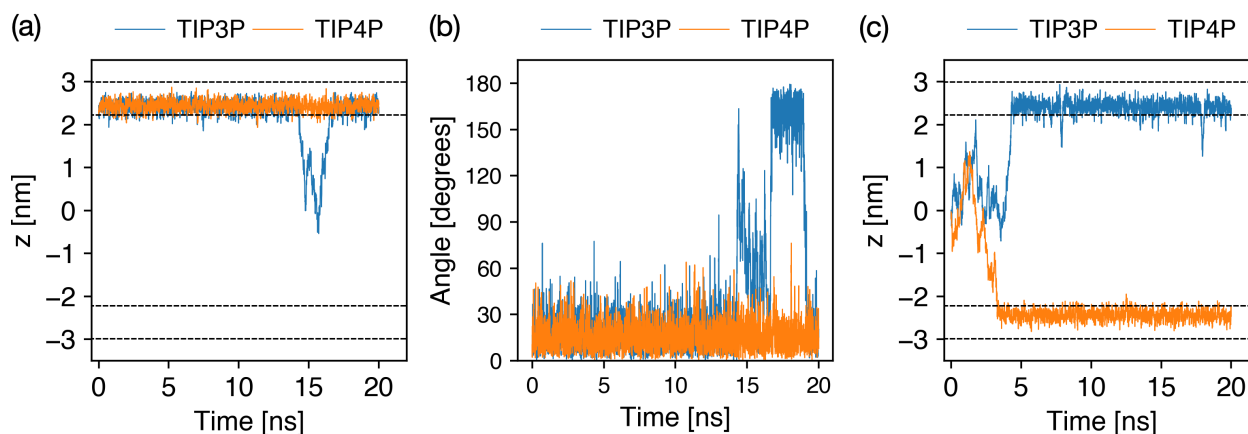 (a) TIP3P TIP4P
3
2
1
0
−1
−2
−3
z [nm]
0 5 10 15 20
Time [ns]
(b) TIP3P TIP4P
180
150
120
90
60
30
0
Angle [degrees]
0 5 10 15 20
Time [ns]
(c) TIP3P TIP4P
3
2
1
0
−1
−2
−3
z [nm]
0 5 10 15 20
Time [ns]